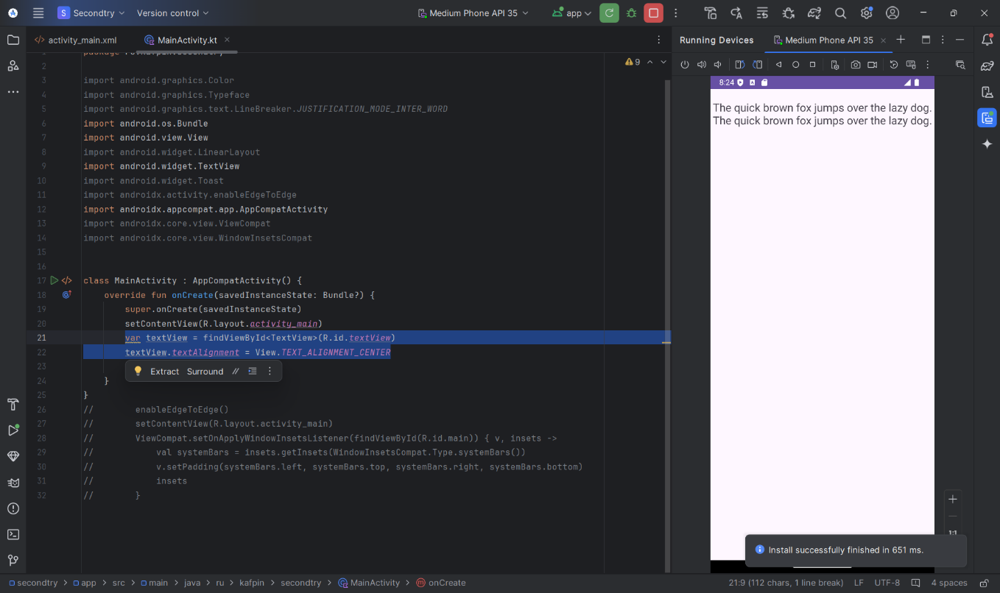 S Secondtry Version control Medium Phone API 35 app
activity_main.xml MainActivity.kt
9
2
3 import android.graphics.Color
4 import android.graphics.Typeface
5 import android.graphics.text.LineBreaker.JUSTIFICATION_MODE_INTER_WORD
6 import android.os.Bundle
7 import android.view.View
8 import android.widget.LinearLayout
9 import android.widget.TextView
10 import android.widget.Toast
11 import androidx.activity.enableEdgeToEdge
12 import androidx.appcompat.app.AppCompatActivity
13 import androidx.core.view.ViewCompat
14 import androidx.core.view.WindowInsetsCompat
15
16
17 class MainActivity : AppCompatActivity() {
18 override fun onCreate(savedInstanceState: Bundle?) {
19 super.onCreate(savedInstanceState)
20 setContentView(R.layout.activity_main)
21 var textView = findViewById<TextView>(R.id.textView)
22 textView.textAlignment = View.TEXT_ALIGNMENT_CENTER
23
Extract Surround //
24 }
25 }
26 // enableEdgeToEdge()
27 // setContentView(R.layout.activity_main)
28 // ViewCompat.setOnApplyWindowInsetsListener(findViewById(R.id.main)) { v, insets ->
29 // val systemBars = insets.getInsets(WindowInsetsCompat.Type.systemBars())
30 // v.setPadding(systemBars.left, systemBars.top, systemBars.right, systemBars.bottom)
31 // insets
32 // }
Running Devices Medium Phone API 35
8:24
The quick brown fox jumps over the lazy dog.
The quick brown fox jumps over the lazy dog.
1:1
Install successfully finished in 651 ms.
secondtry > app > src > main > java > ru > kafpin > secondtry > MainActivity > onCreate
21:9 (112 chars, 1 line break) LF UTF-8 4 spaces